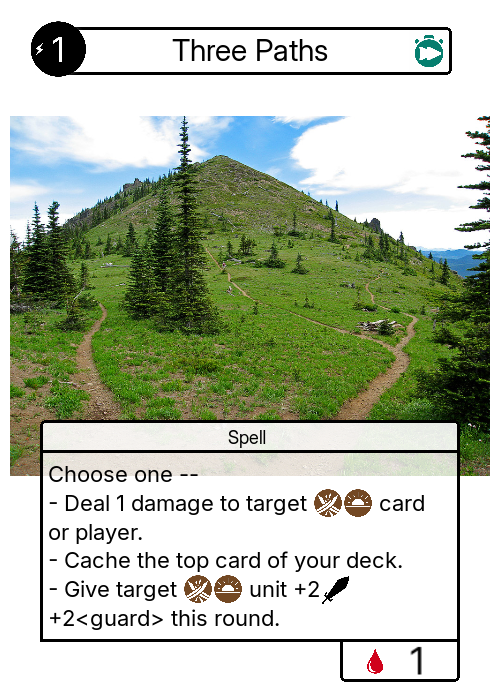 1
Three Paths
Spell
Choose one --
- Deal 1 damage to target card
or player.
- Cache the top card of your deck.
- Give target unit +2
+2<guard> this round.
1